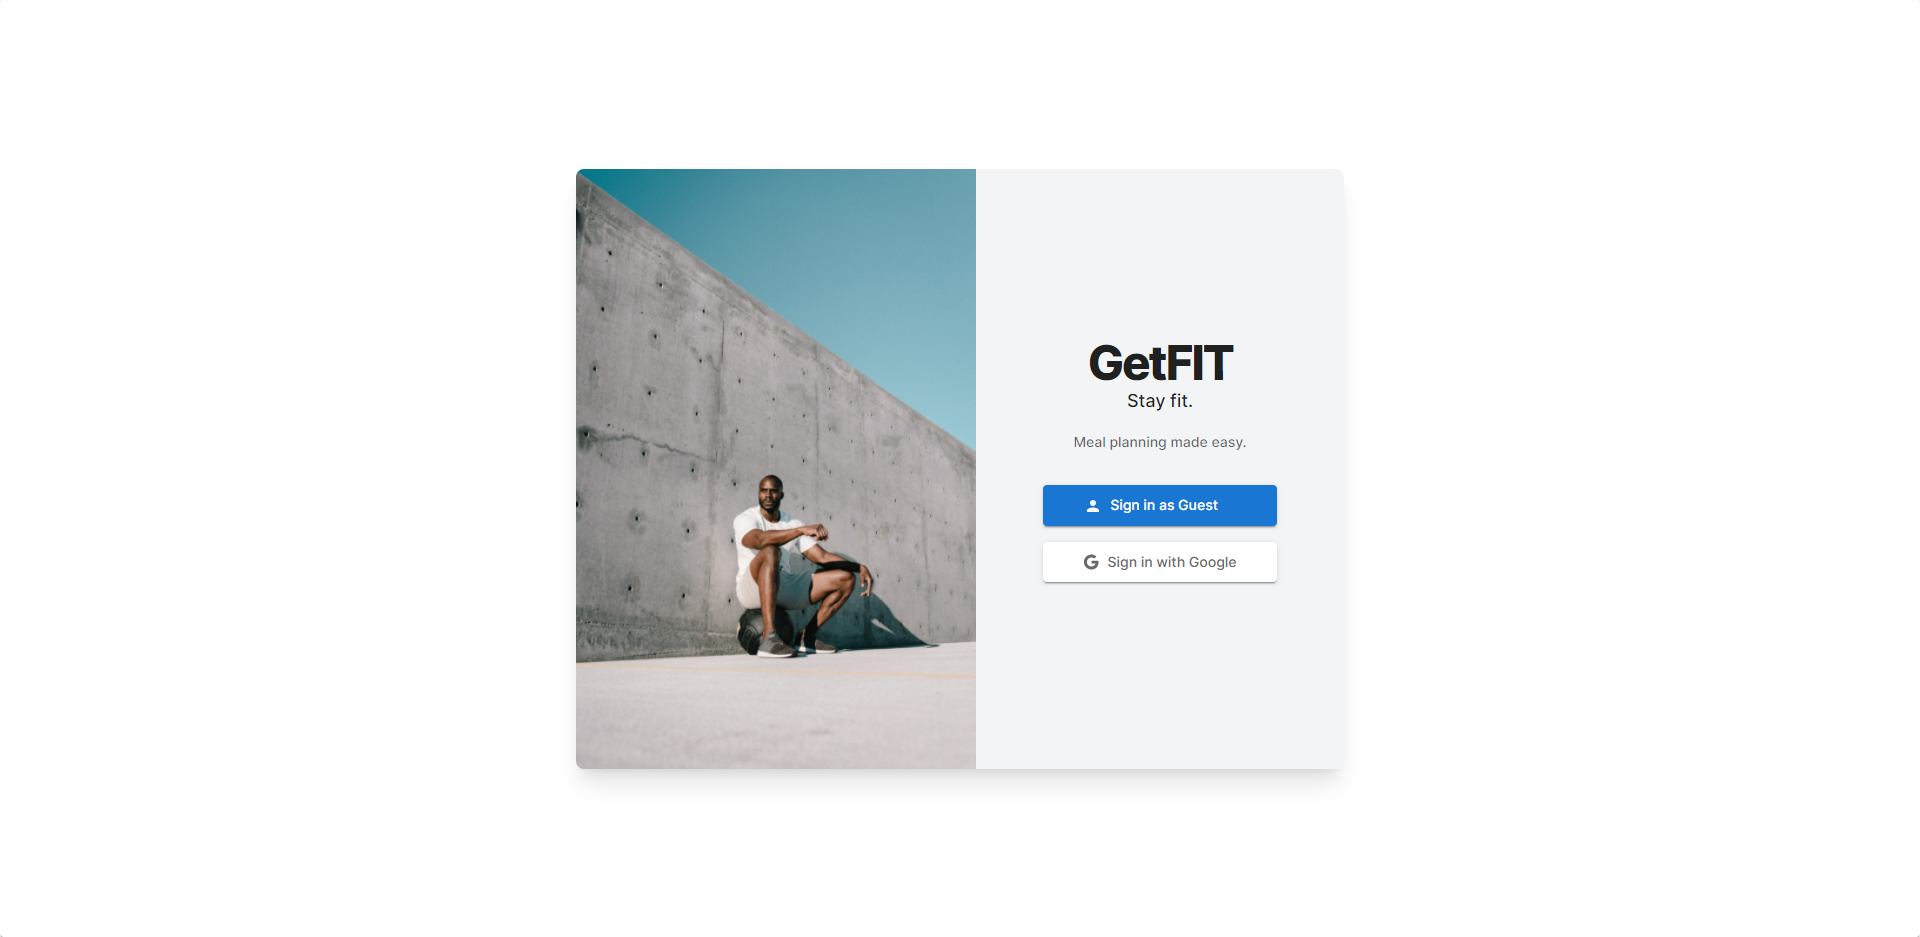 GetFIT
Stay fit.
Meal planning made easy.
Sign in as Guest
Sign in with Google